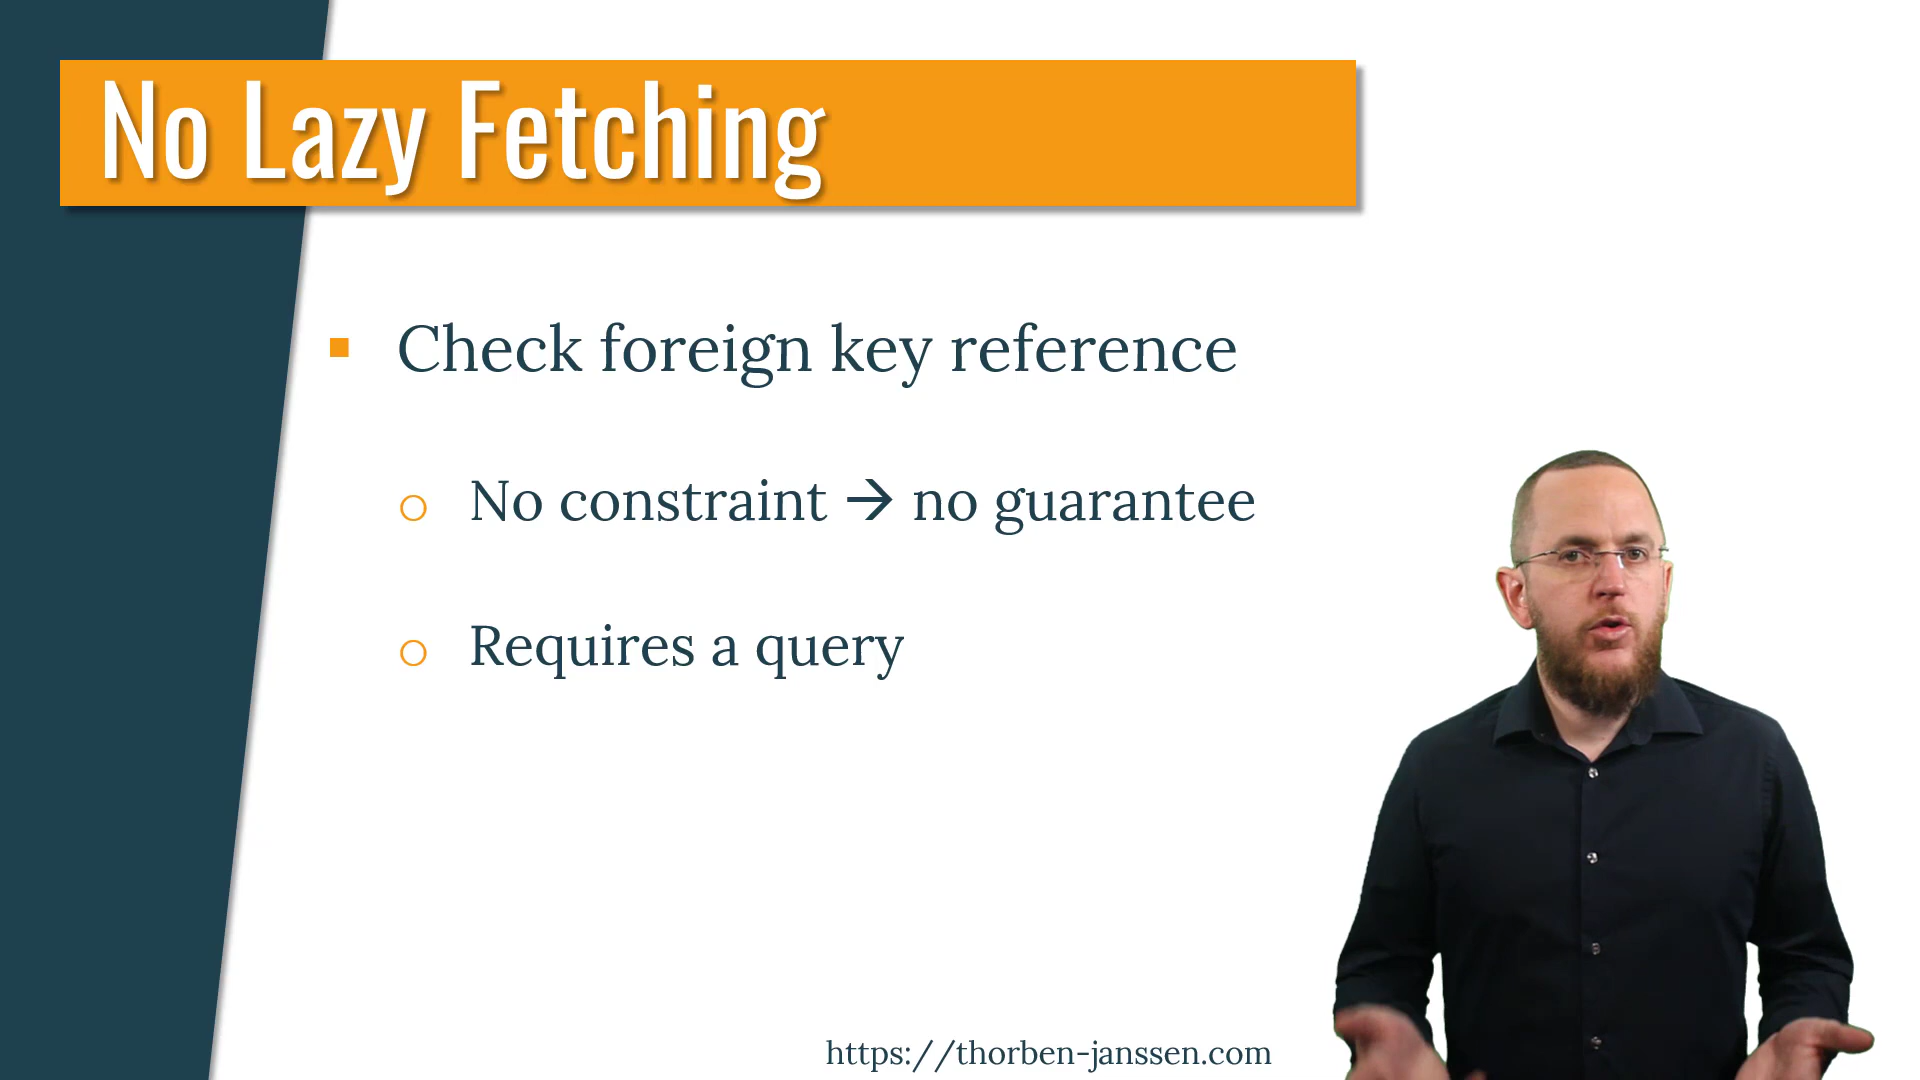 No Lazy Fetching
Check foreign key reference
No constraint → no guarantee
Requires a query
https://thorben-janssen.com